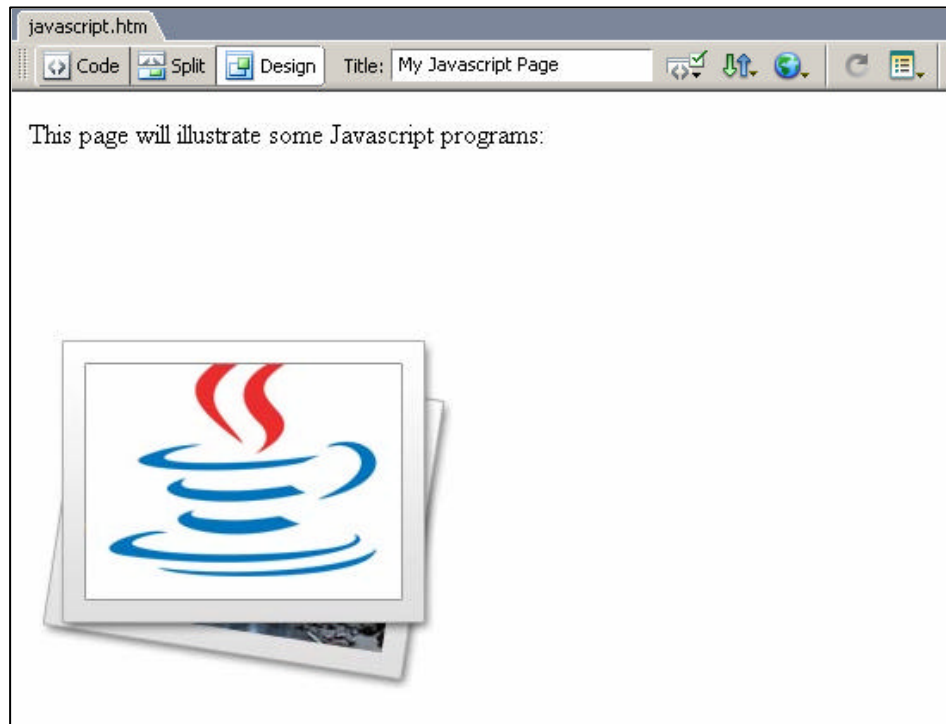 javascript.htm
Code Split Design Title: My Javascript Page
This page will illustrate some Javascript programs: